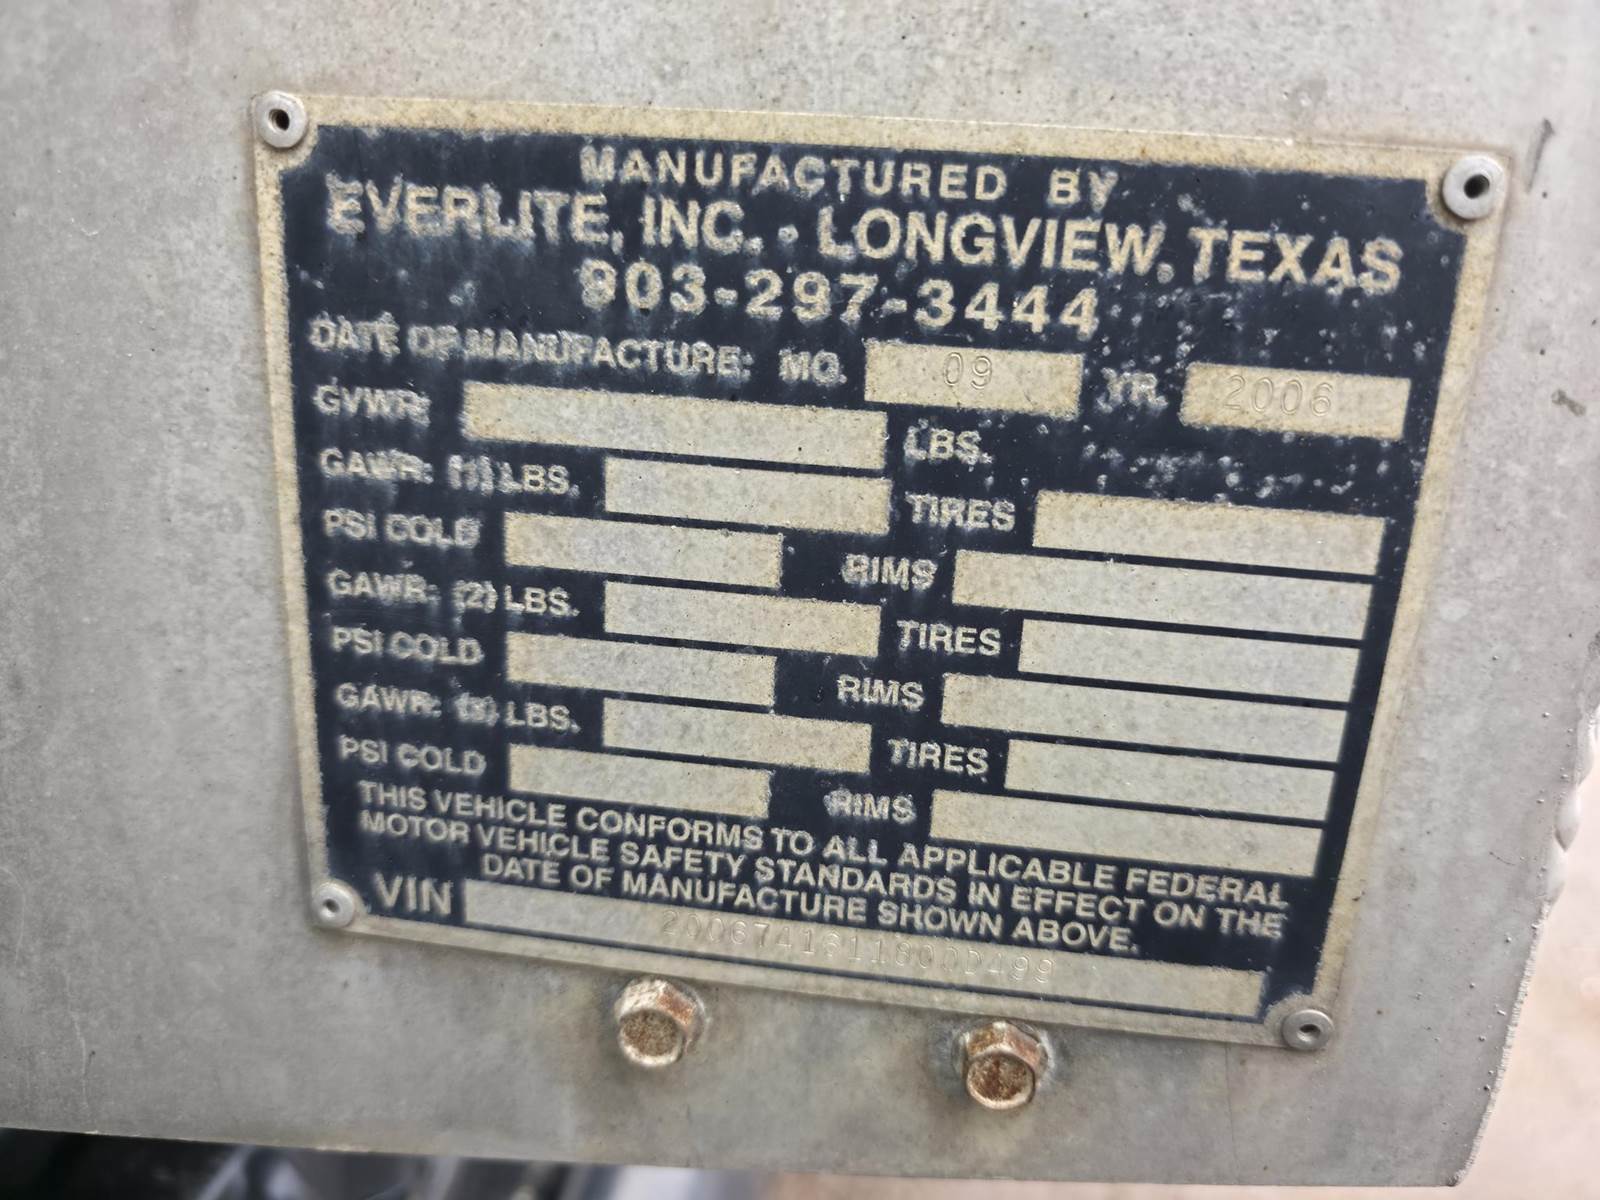 MANUFACTURED BY
EVERLITE, INC. · LONGVIEW, TEXAS
903-297-3444
DATE OF MANUFACTURE: MO. 09 YR. 2006
GVWR: LBS.
GAWR: (1) LBS. TIRES
PSI COLD RIMS
GAWR: (2) LBS. TIRES
PSI COLD RIMS
GAWR: (3) LBS. TIRES
PSI COLD RIMS
THIS VEHICLE CONFORMS TO ALL APPLICABLE FEDERAL
MOTOR VEHICLE SAFETY STANDARDS IN EFFECT ON THE
DATE OF MANUFACTURE SHOWN ABOVE.
VIN